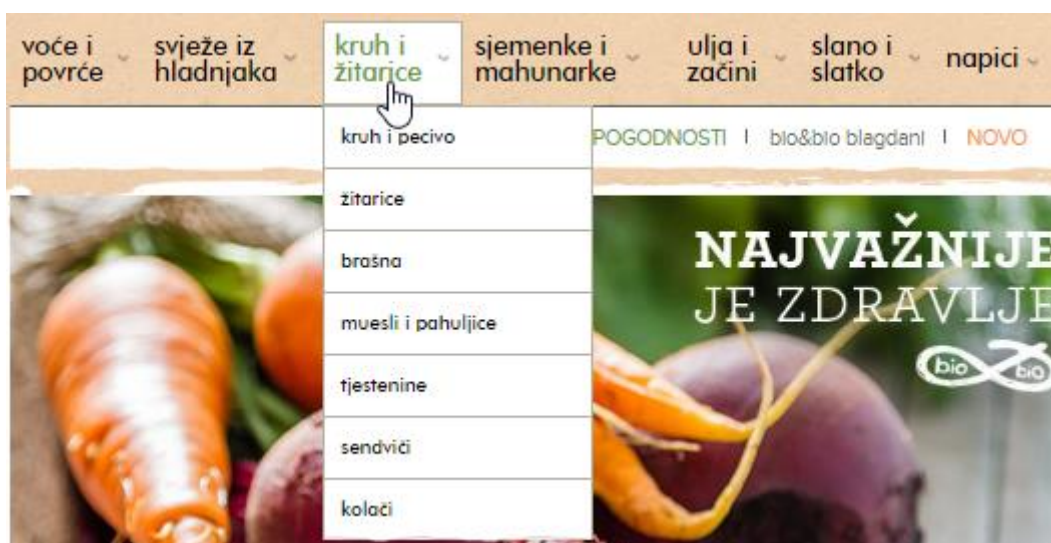 voće i povrće
svježe iz hladnjaka
kruh i žitarice
sjemenke i mahunarke
ulja i začini
slano i slatko
napici
POGODNOSTI | bio&bio blagdani | NOVO
kruh i pecivo
žitarice
brašna
muesli i pahuljice
tjestenine
sendviči
kolači
NAJVAŽNIJE
JE ZDRAVLJE
bio bio